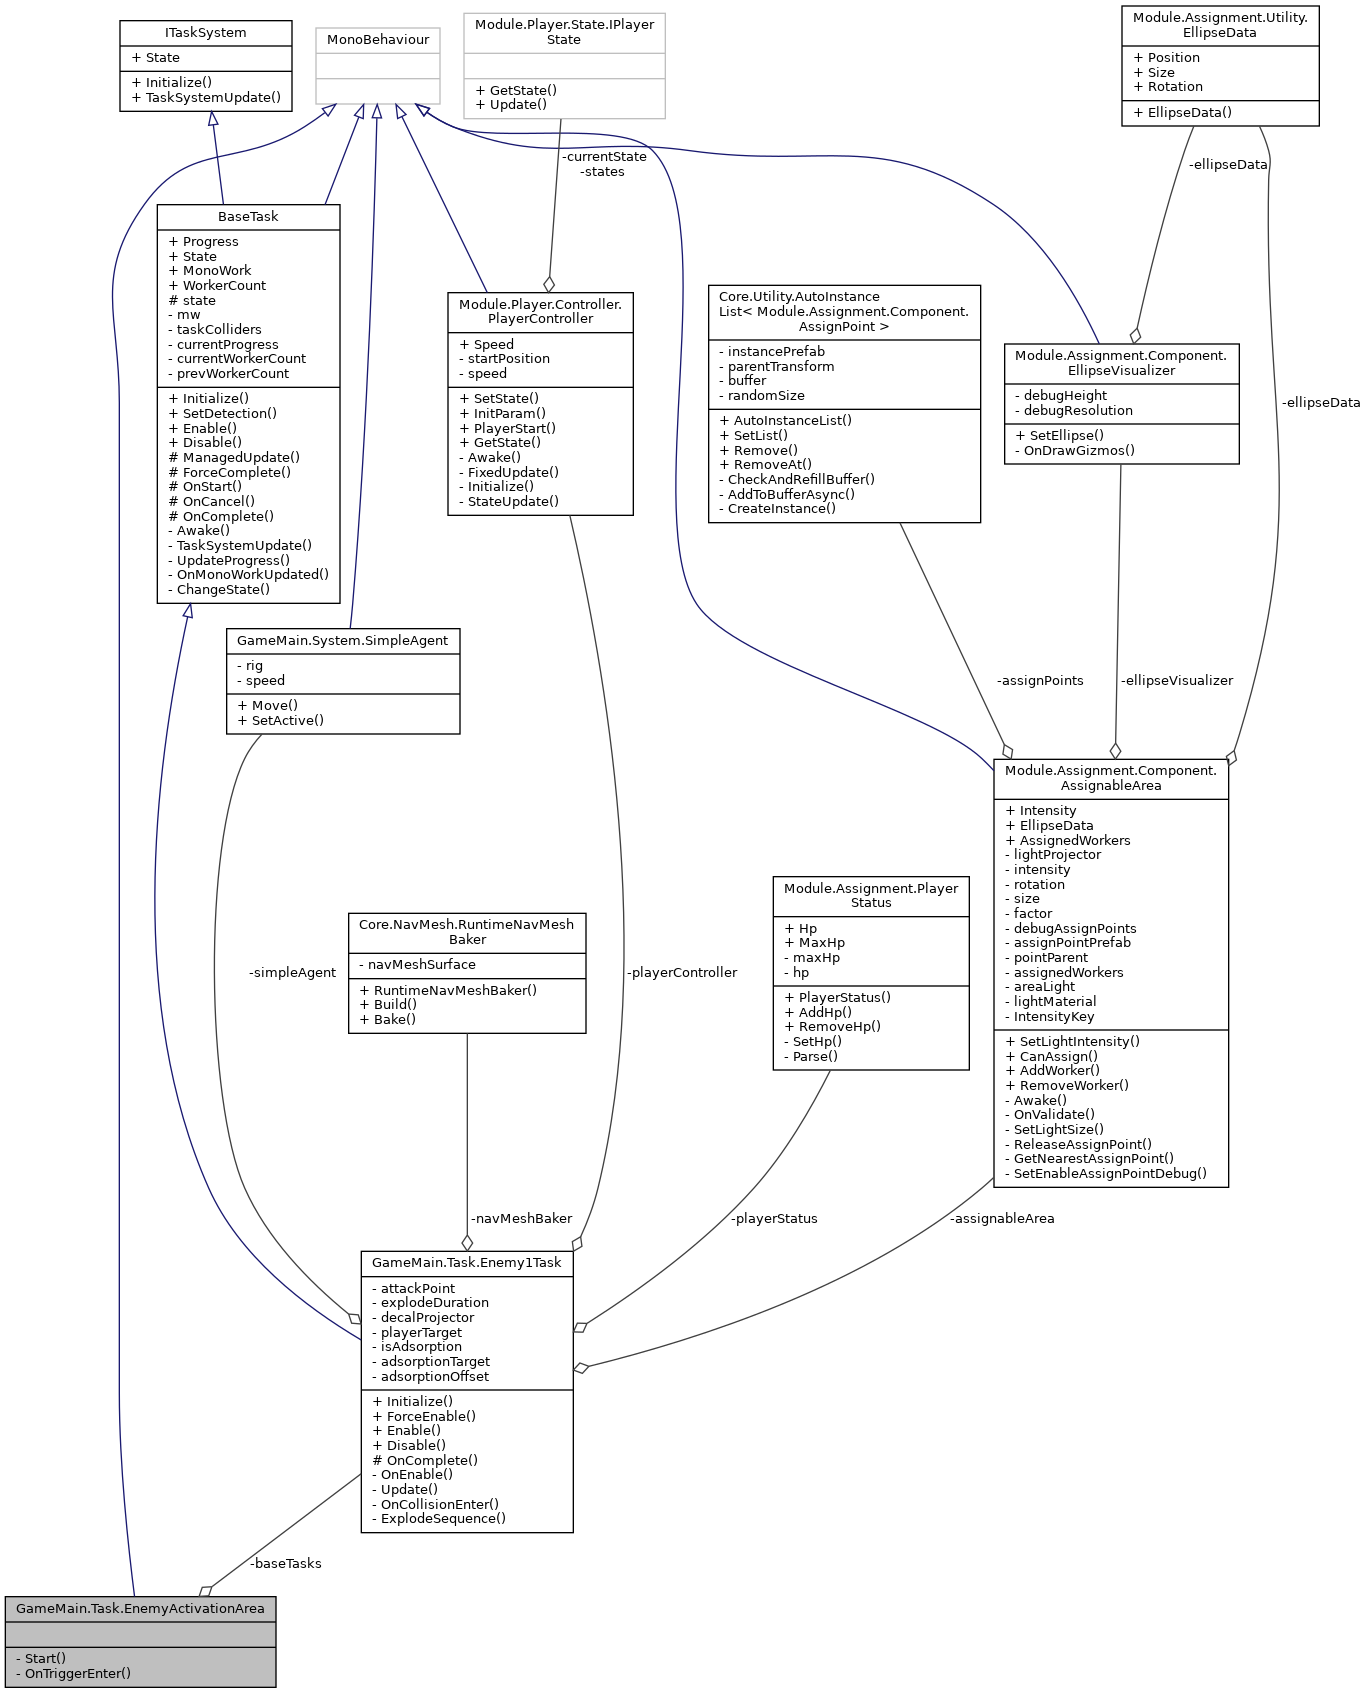 ITaskSystem
+ State
+ Initialize()
+ TaskSystemUpdate()
MonoBehaviour
Module.Player.State.IPlayer
State
+ GetState()
+ Update()
Module.Assignment.Utility.
EllipseData
+ Position
+ Size
+ Rotation
+ EllipseData()
-currentState
-states
-ellipseData
BaseTask
+ Progress
+ State
+ MonoWork
+ WorkerCount
# state
- mw
- taskColliders
- currentProgress
- currentWorkerCount
- prevWorkerCount
+ Initialize()
+ SetDetection()
+ Enable()
+ Disable()
# ManagedUpdate()
# ForceComplete()
# OnStart()
# OnCancel()
# OnComplete()
- Awake()
- TaskSystemUpdate()
- UpdateProgress()
- OnMonoWorkUpdated()
- ChangeState()
Module.Player.Controller.
PlayerController
+ Speed
- startPosition
- speed
+ SetState()
+ InitParam()
+ PlayerStart()
+ GetState()
- Awake()
- FixedUpdate()
- Initialize()
- StateUpdate()
Core.Utility.AutoInstance
List< Module.Assignment.Component.
AssignPoint >
- instancePrefab
- parentTransform
- buffer
- randomSize
+ AutoInstanceList()
+ SetList()
+ Remove()
+ RemoveAt()
- CheckAndRefillBuffer()
- AddToBufferAsync()
- CreateInstance()
Module.Assignment.Component.
EllipseVisualizer
- debugHeight
- debugResolution
+ SetEllipse()
- OnDrawGizmos()
-ellipseData
GameMain.System.SimpleAgent
- rig
- speed
+ Move()
+ SetActive()
-assignPoints
-ellipseVisualizer
Module.Assignment.Component.
AssignableArea
+ Intensity
+ EllipseData
+ AssignedWorkers
- lightProjector
- intensity
- rotation
- size
- factor
- debugAssignPoints
- assignPointPrefab
- pointParent
- assignedWorkers
- areaLight
- lightMaterial
- IntensityKey
+ SetLightIntensity()
+ CanAssign()
+ AddWorker()
+ RemoveWorker()
- Awake()
- OnValidate()
- SetLightSize()
- ReleaseAssignPoint()
- GetNearestAssignPoint()
- SetEnableAssignPointDebug()
Module.Assignment.Player
Status
+ Hp
+ MaxHp
- maxHp
- hp
+ PlayerStatus()
+ AddHp()
+ RemoveHp()
- SetHp()
- Parse()
Core.NavMesh.RuntimeNavMesh
Baker
- navMeshSurface
+ RuntimeNavMeshBaker()
+ Build()
+ Bake()
-simpleAgent
-playerController
-navMeshBaker
-playerStatus
-assignableArea
GameMain.Task.Enemy1Task
- attackPoint
- explodeDuration
- decalProjector
- playerTarget
- isAdsorption
- adsorptionTarget
- adsorptionOffset
+ Initialize()
+ ForceEnable()
+ Enable()
+ Disable()
# OnComplete()
- OnEnable()
- Update()
- OnCollisionEnter()
- ExplodeSequence()
-baseTasks
GameMain.Task.EnemyActivationArea
- Start()
- OnTriggerEnter()